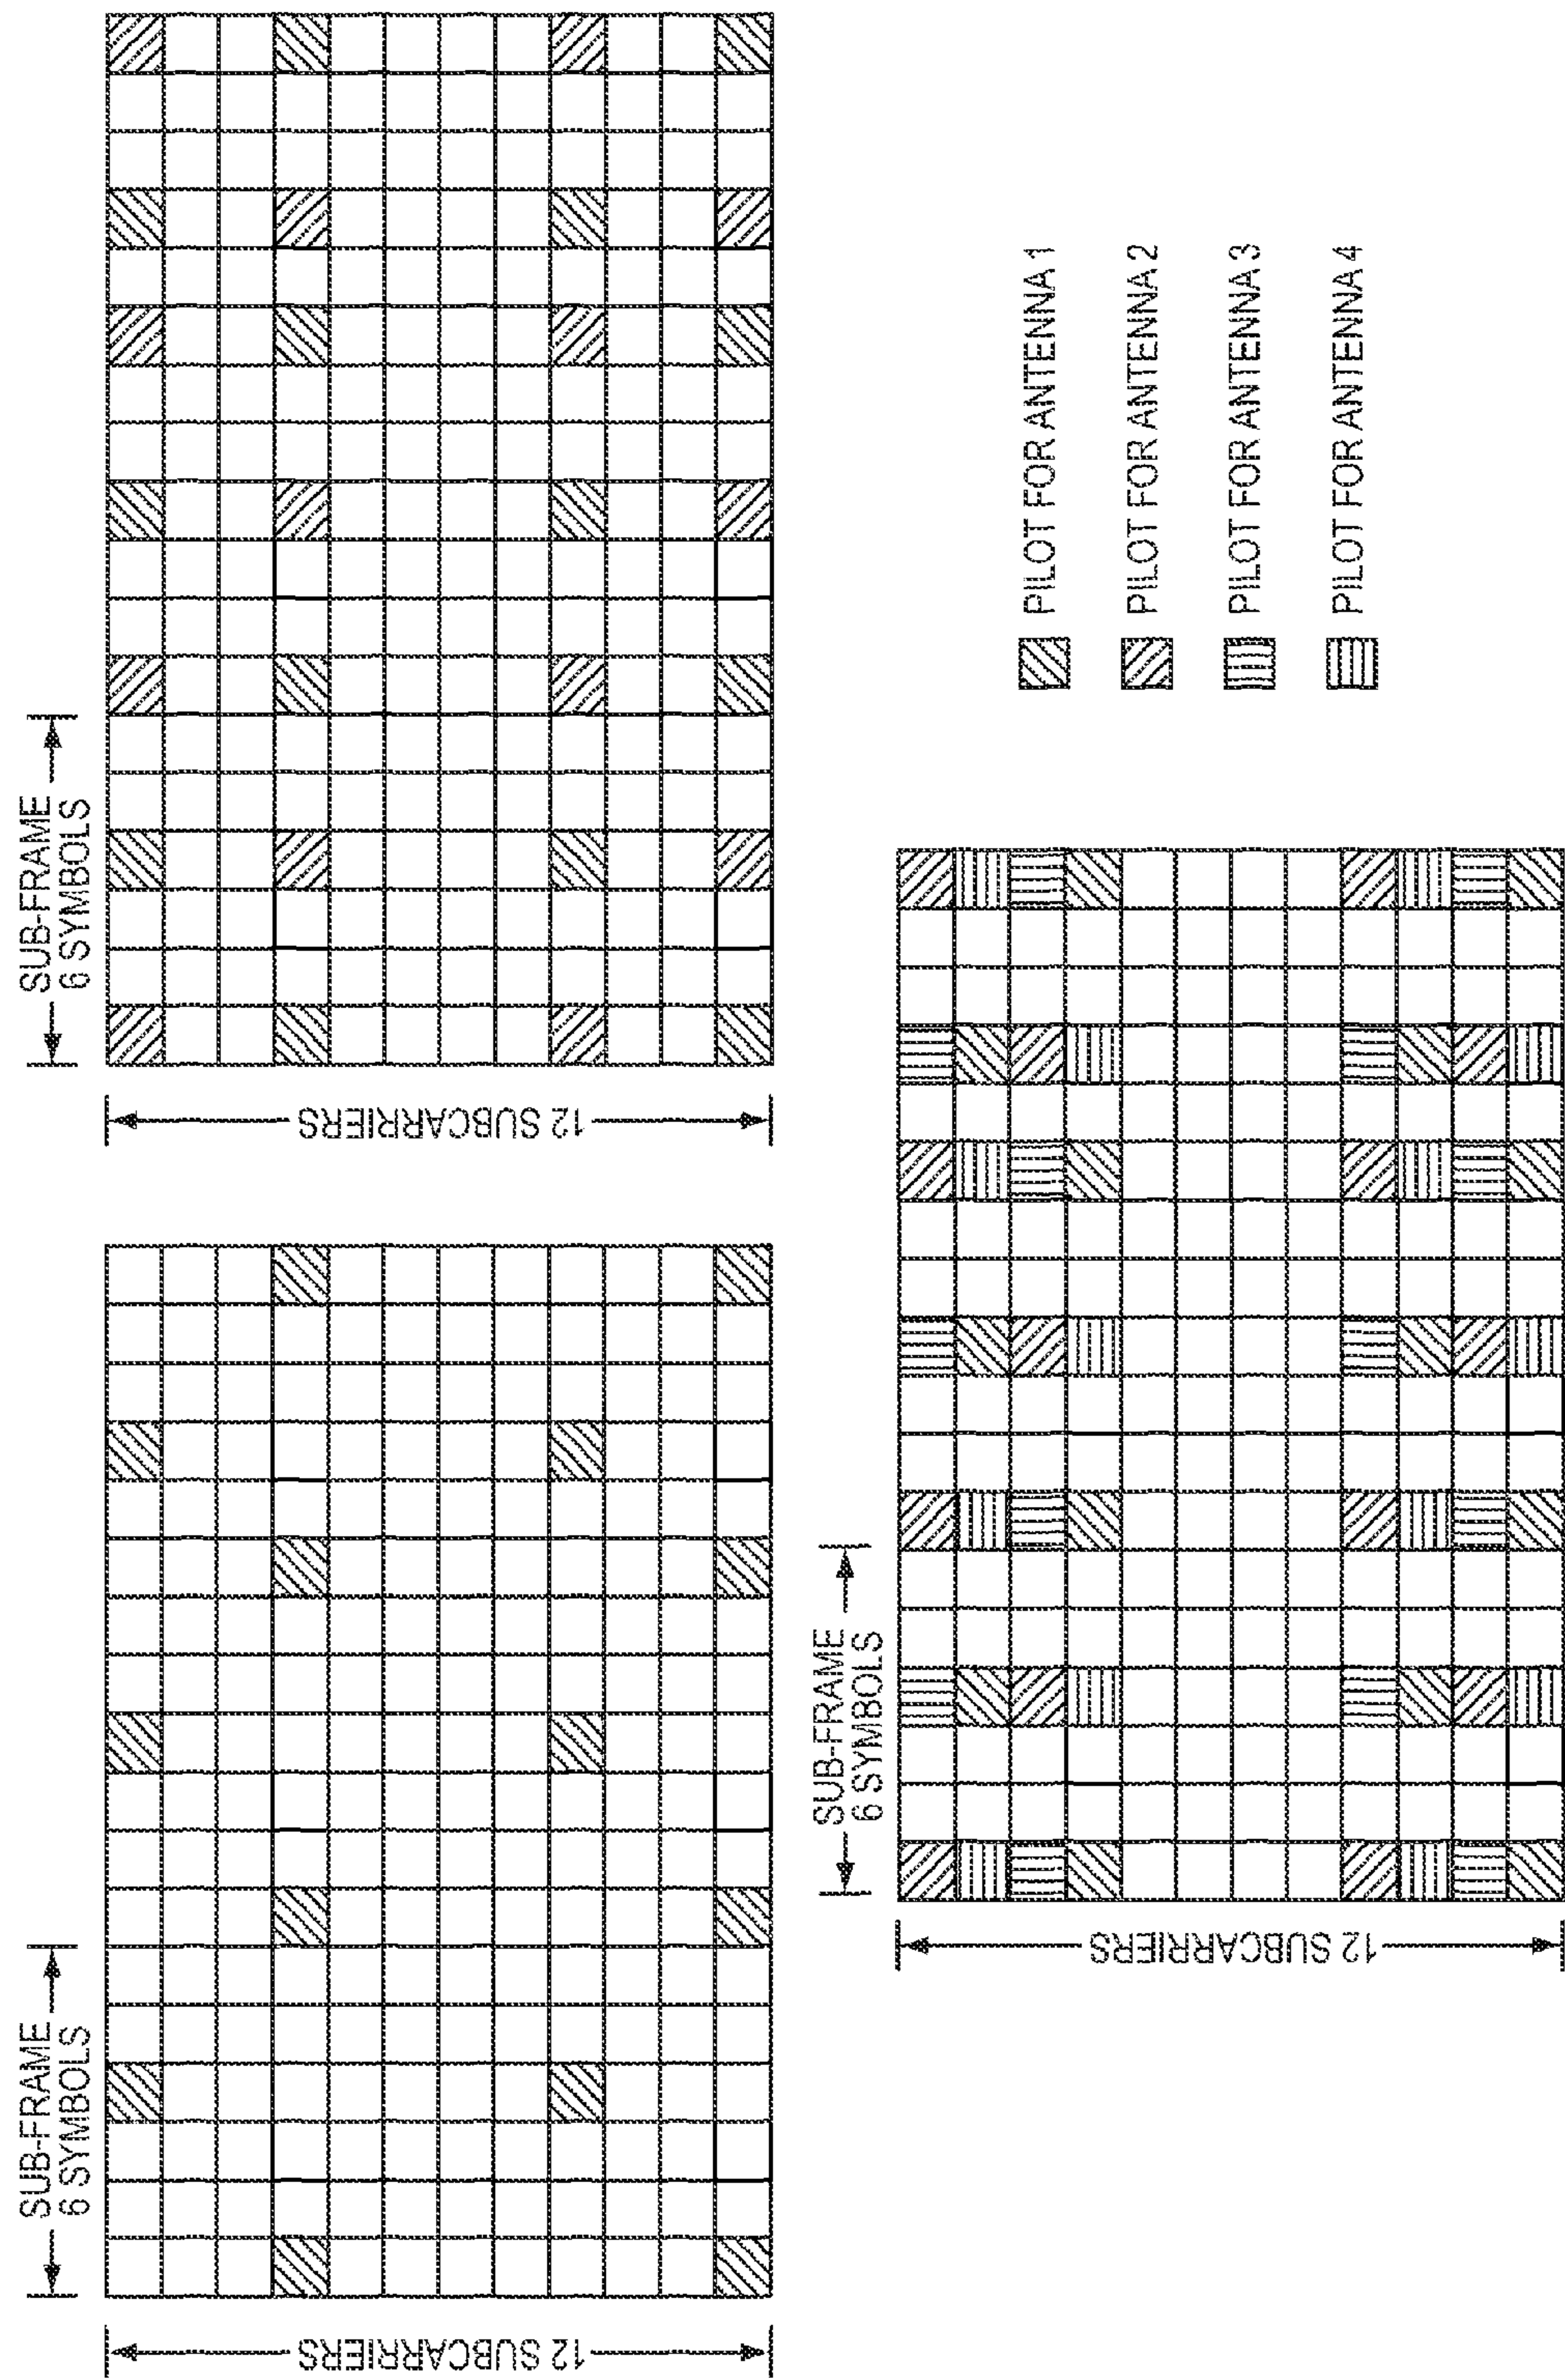 SUB-FRAME
6 SYMBOLS
12 SUBCARRIERS
SUB-FRAME
6 SYMBOLS
12 SUBCARRIERS
SUB-FRAME
6 SYMBOLS
12 SUBCARRIERS
PILOT FOR ANTENNA 1
PILOT FOR ANTENNA 2
PILOT FOR ANTENNA 3
PILOT FOR ANTENNA 4